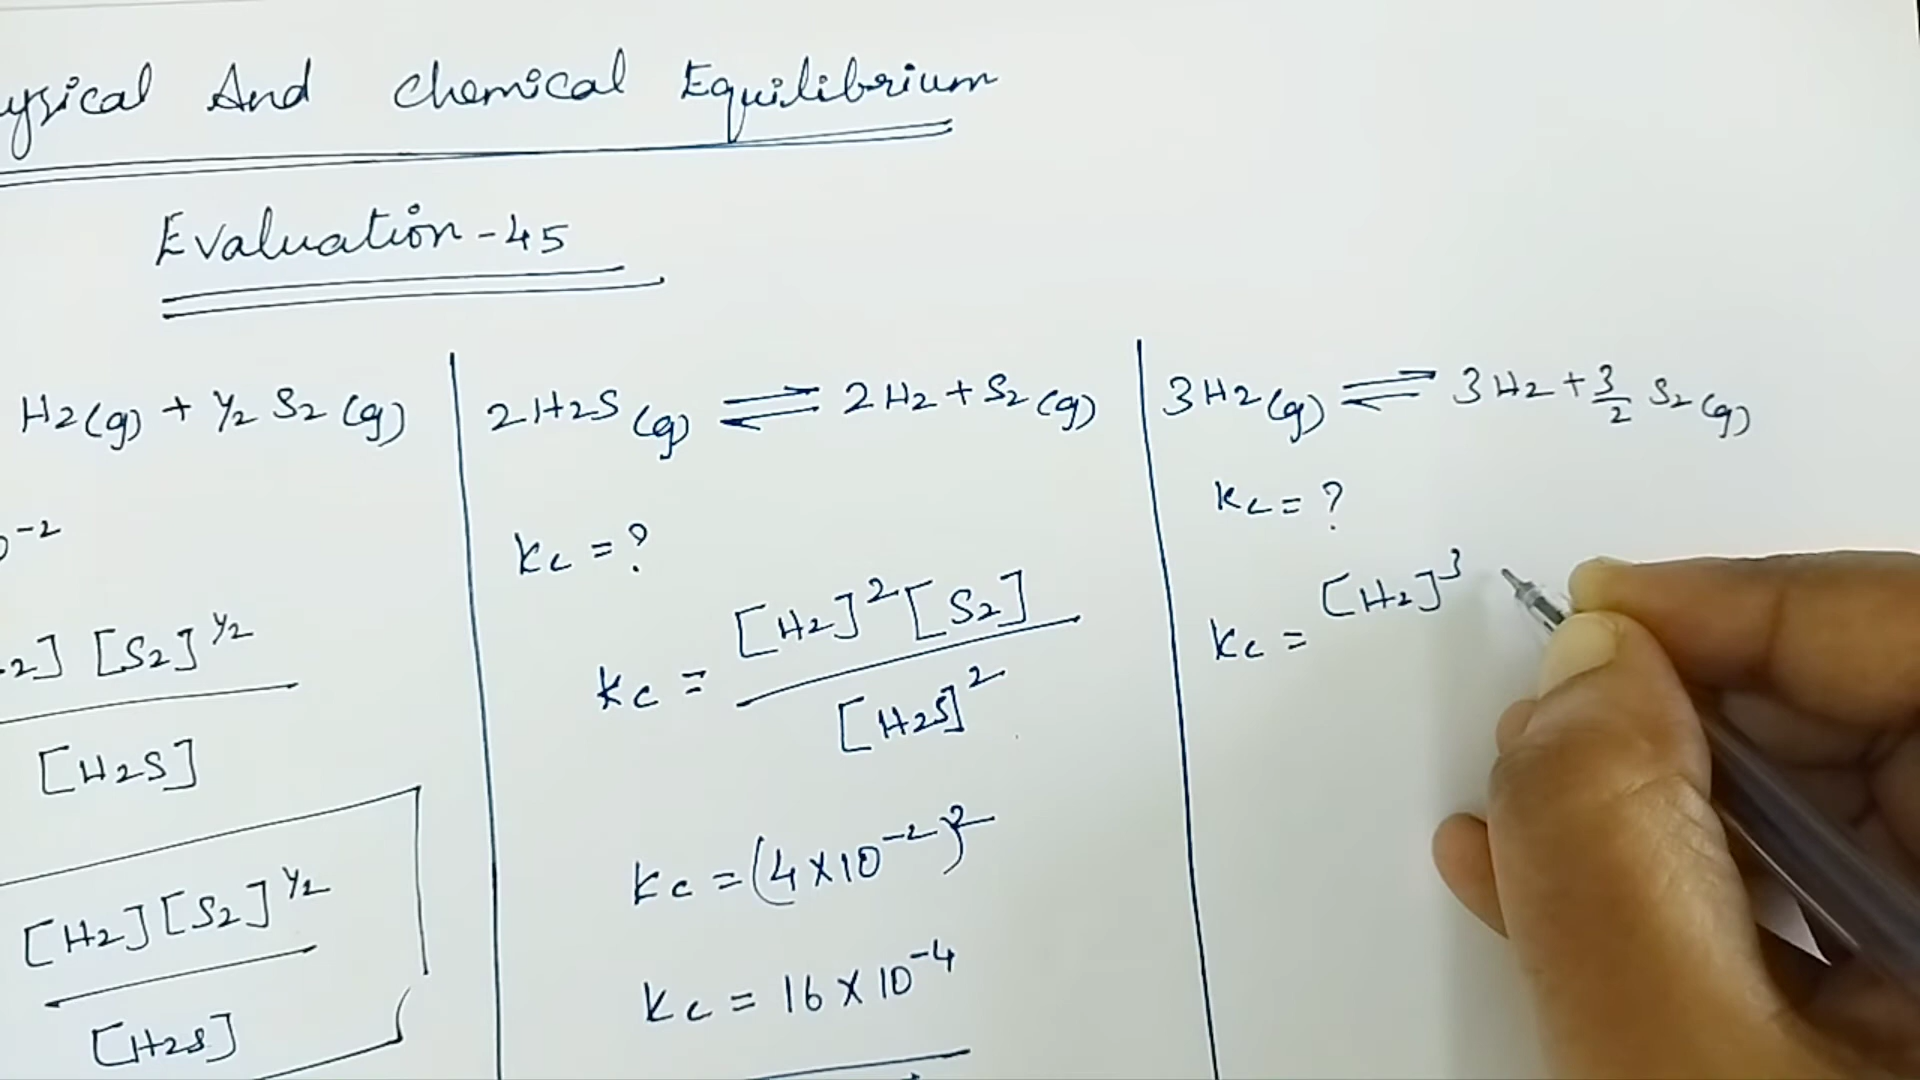 ysical And Chemical Equilibrium
Evaluation-45
H2(g) + 1/2 S2 (g)
0^-2
2] [S2]^1/2
[H2S]
[H2][S2]^1/2
[H2S]
2H2S(g) ⇌ 2H2 + S2(g)
Kc = ?
Kc = [H2]^2[S2]
[H2S]^2
Kc = (4×10^-2)^2
Kc = 16×10^-4
3H2(g) ⇌ 3H2 + 3/2 S2(g)
Kc = ?
Kc = [H2]^3